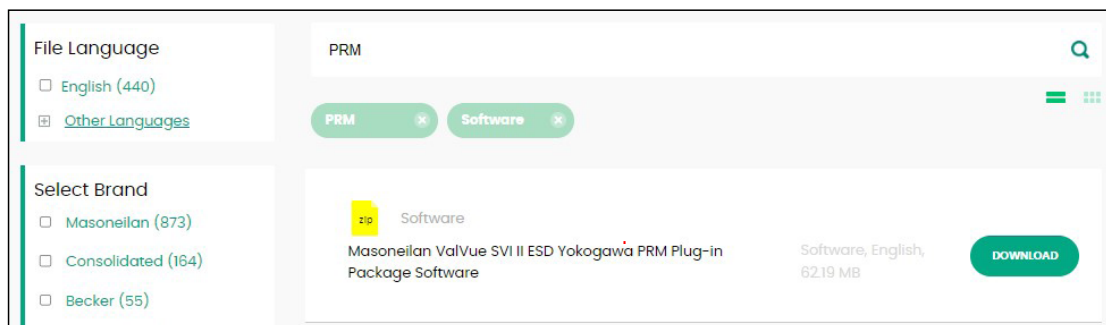 File Language
English (440)
Other Languages
Select Brand
Masoneilan (873)
Consolidated (164)
Becker (55)
PRM
PRM
Software
zip
Software
Masoneilan ValVue SVI II ESD Yokogawa PRM Plug-in
Package Software
Software, English,
62.19 MB
DOWNLOAD